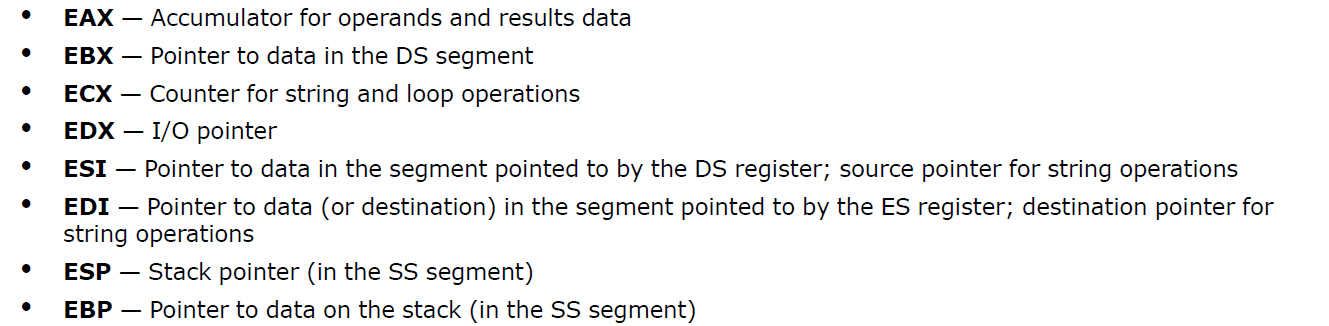 • EAX — Accumulator for operands and results data
• EBX — Pointer to data in the DS segment
• ECX — Counter for string and loop operations
• EDX — I/O pointer
• ESI — Pointer to data in the segment pointed to by the DS register; source pointer for string operations
• EDI — Pointer to data (or destination) in the segment pointed to by the ES register; destination pointer for
string operations
• ESP — Stack pointer (in the SS segment)
• EBP — Pointer to data on the stack (in the SS segment)